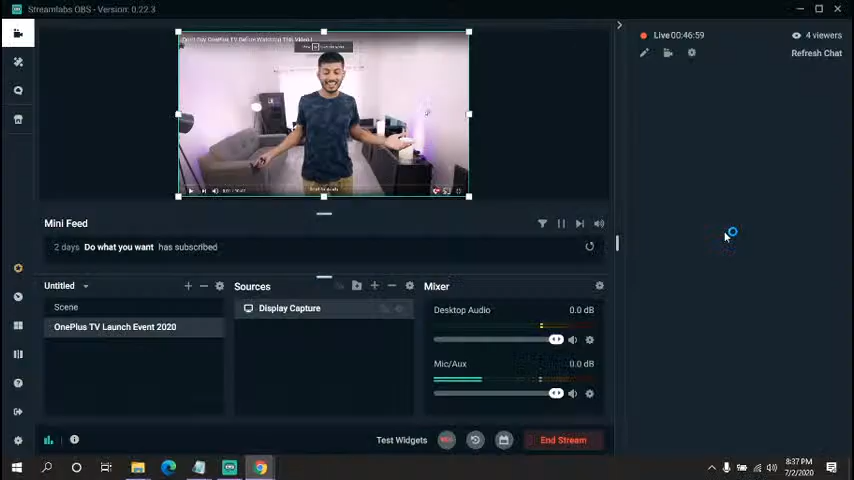 Streamlabs OBS - Version: 0.22.3
Live 00:46:59
4 viewers
Refresh Chat
Mini Feed
2 days Do what you want has subscribed
Untitled
Sources
Mixer
Scene
OnePlus TV Launch Event 2020
Display Capture
Desktop Audio 0.0 dB
Mic/Aux 0.0 dB
Test Widgets
REC
End Stream
8:37 PM
7/2/2020